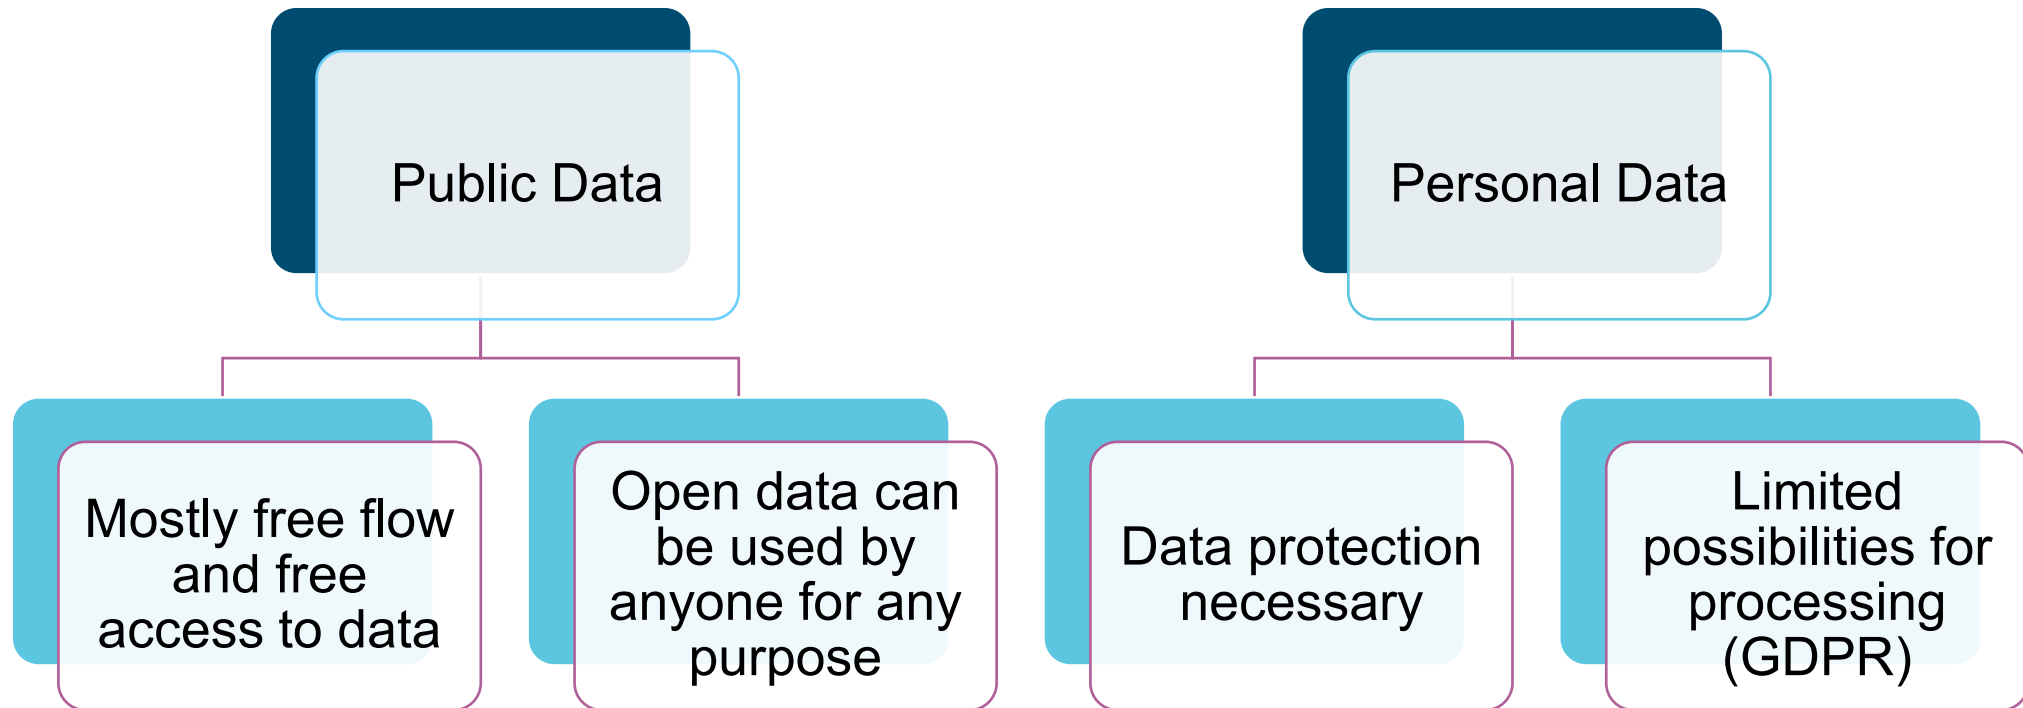 Public Data
Personal Data
Mostly free flow
and free
access to data
Open data can
be used by
anyone for any
purpose
Data protection
necessary
Limited
possibilities for
processing
(GDPR)